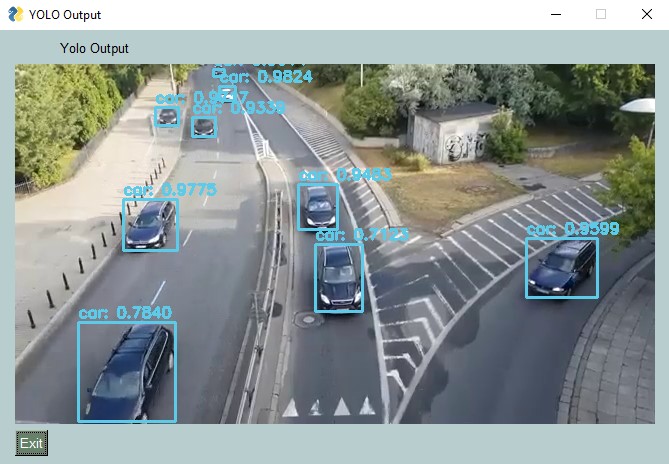 YOLO Output
Yolo Output
car: 0.9824
car: 0.9339
car: 0.9775
car: 0.9463
car: 0.7123
car: 0.9599
car: 0.7840
Exit